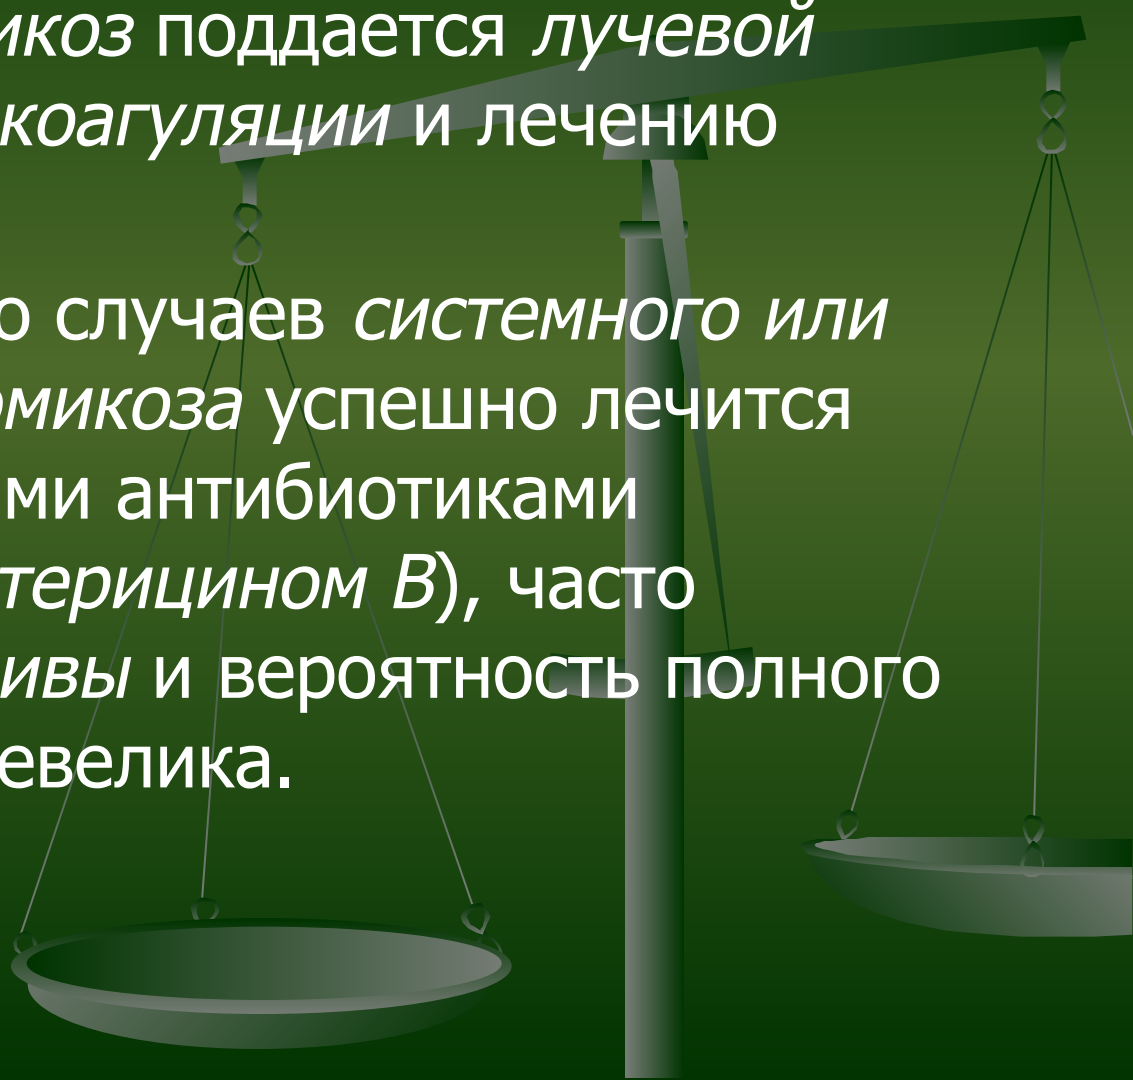 икоз поддается лучевой
коагуляции и лечению
о случаев системного или
омикоза успешно лечится
ми антибиотиками
терицином В), часто
ивы и вероятность полного
евелика.